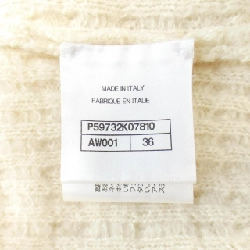 MADE IN ITALY
FABRIQUE EN ITALIE
P59732K07810
AW001 36